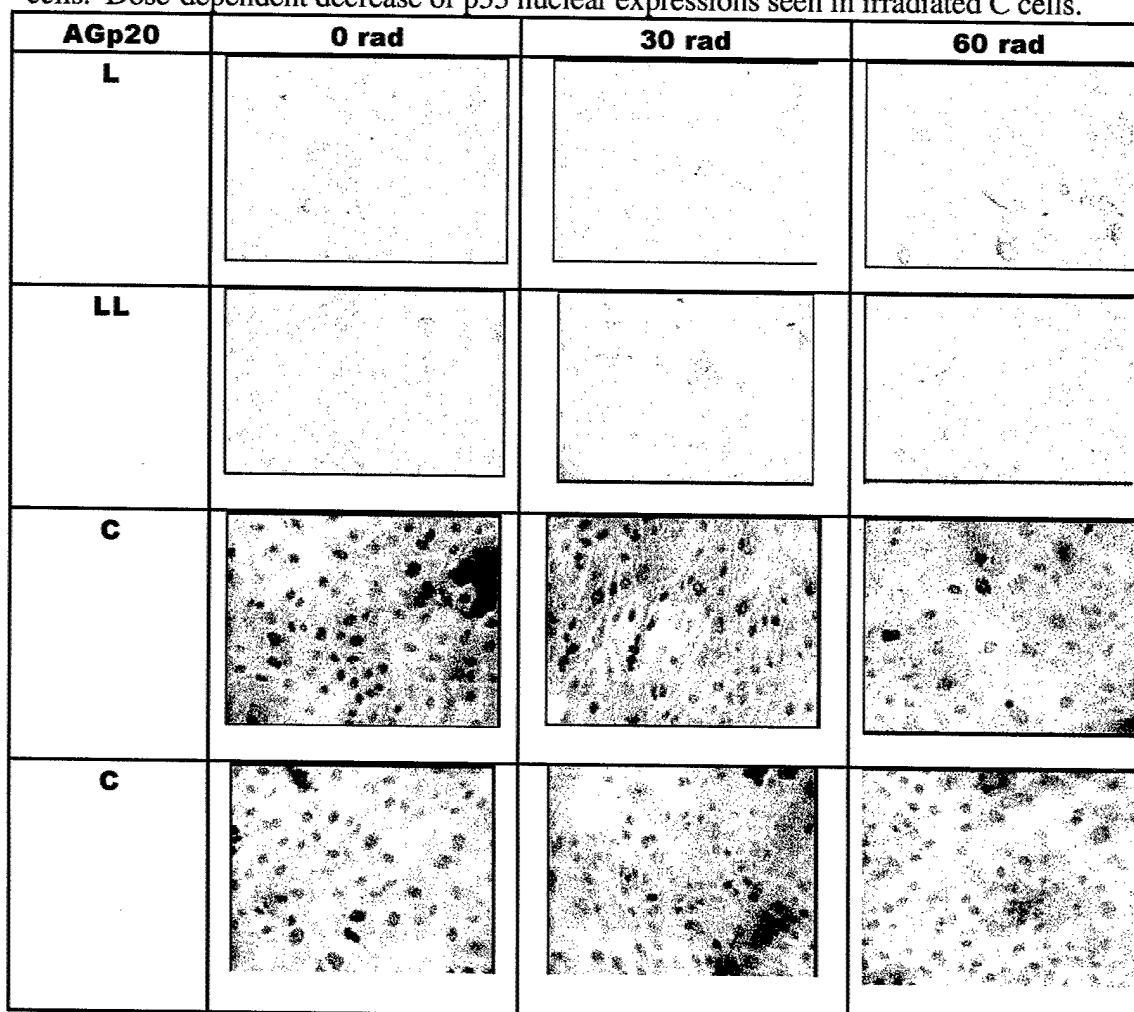 cells. Dose dependent decrease of p53 nuclear expressions seen in irradiated C cells.
AGp20 0 rad 30 rad 60 rad
L
LL
C
C